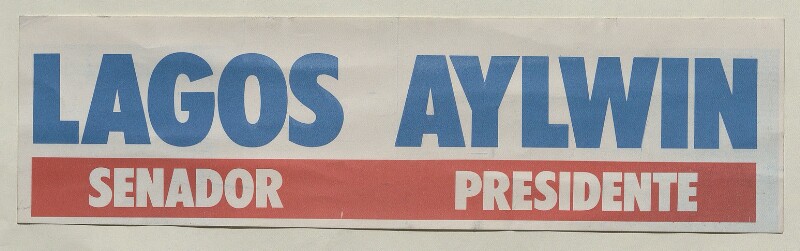 LAGOS AYLWIN
SENADOR PRESIDENTE